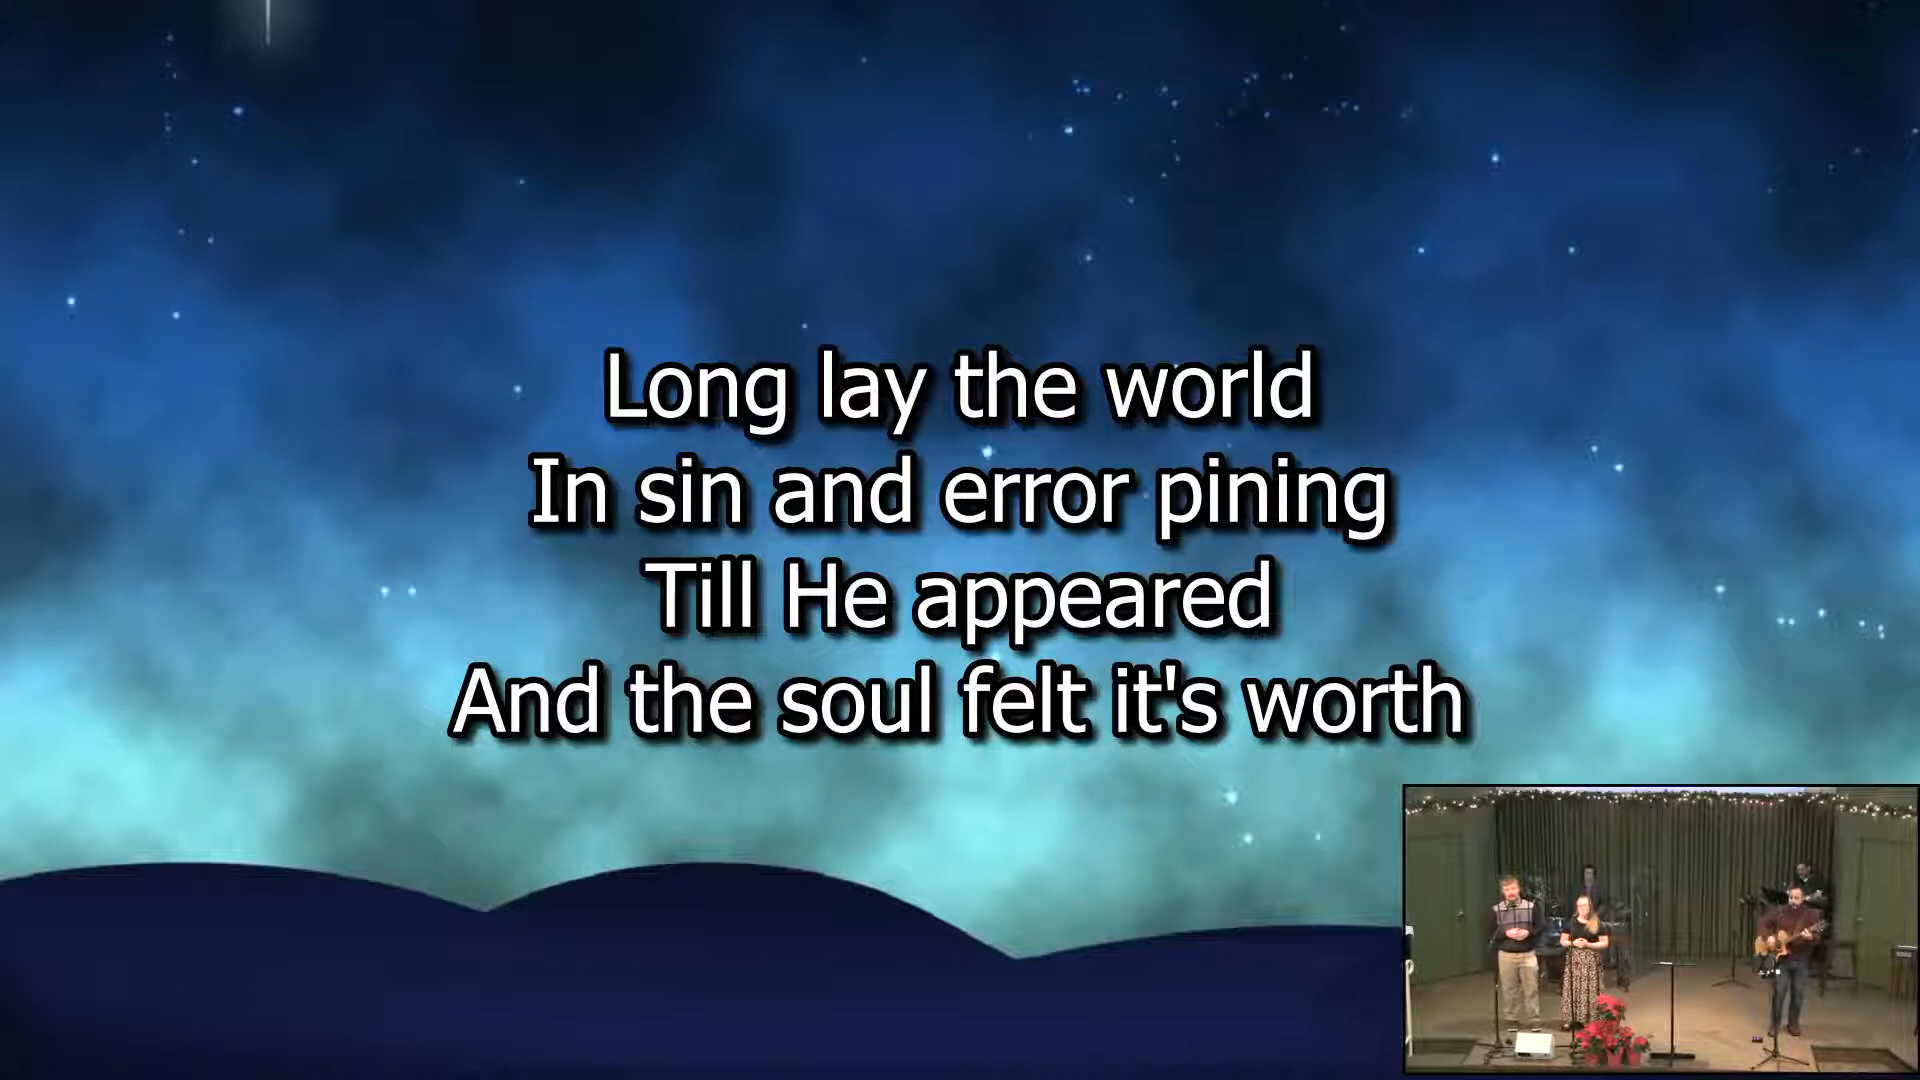 Long lay the world
In sin and error pining
Till He appeared
And the soul felt it's worth